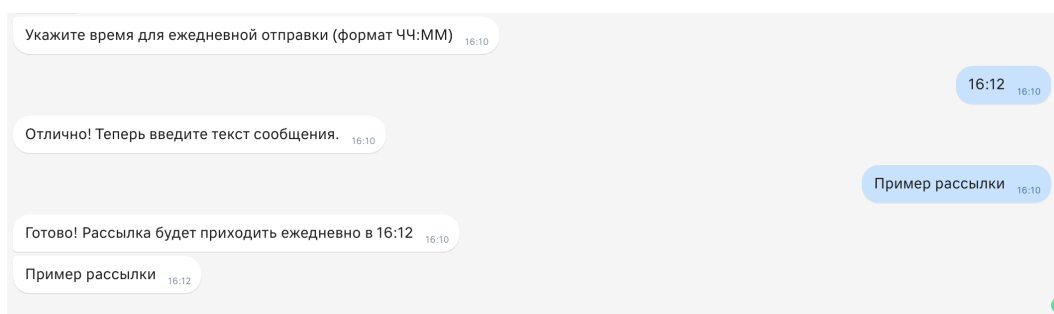 Укажите время для ежедневной отправки (формат ЧЧ:ММ) 16:10
16:12 16:10
Отлично! Теперь введите текст сообщения. 16:10
Пример рассылки 16:10
Готово! Рассылка будет приходить ежедневно в 16:12 16:10
Пример рассылки 16:12